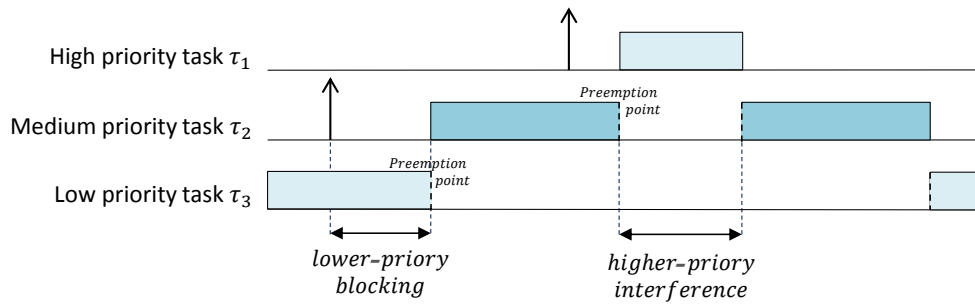 High priority task τ₁
Preemption
point
Medium priority task τ₂
Preemption
point
Low priority task τ₃
lower-priory
blocking
higher-priory
interference